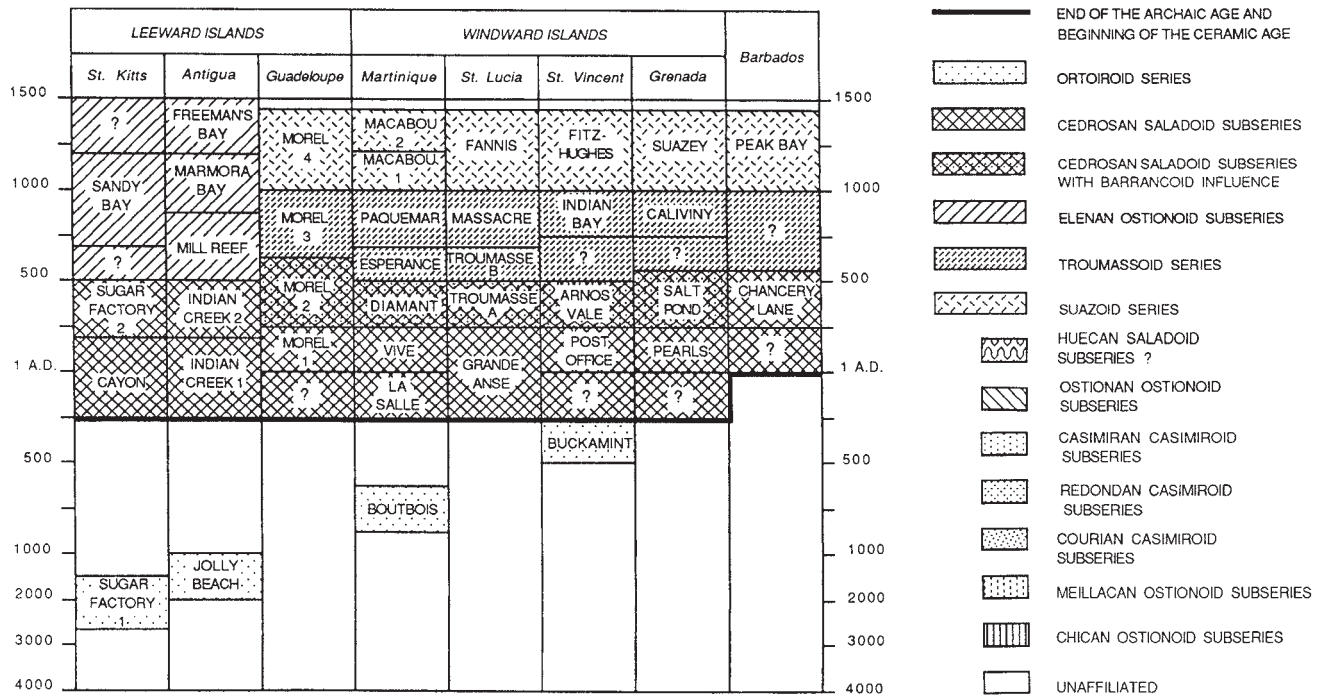 LEEWARD ISLANDS
WINDWARD ISLANDS
Barbados
St. Kitts
Antigua
Guadeloupe
Martinique
St. Lucia
St. Vincent
Grenada
1500
1000
500
1 A.D.
500
1000
2000
3000
4000
?
SANDY
BAY
?
SUGAR
FACTORY
2
CAYON
SUGAR
FACTORY
1
FREEMAN'S
BAY
MARMORA
BAY
MILL REEF
INDIAN
CREEK 2
INDIAN
CREEK 1
JOLLY
BEACH
MOREL
4
MOREL
3
MOREL
2
MOREL
1
?
MACABOU
2
MACABOU
1
PAQUEMAR
ESPERANCE
DIAMANT
VIVE
LA
SALLE
BOUTBOIS
FANNIS
MASSACRE
TROUMASSE
B
TROUMASSE
A
GRANDE
ANSE
FITZ-
HUGHES
INDIAN
BAY
?
ARNOS
VALE
POST
OFFICE
?
BUCKAMINT
SUAZEY
CALIVINY
?
SALT
POND
PEARLS
?
PEAK BAY
?
CHANCERY
LANE
?
1500
1000
500
1 A.D.
500
1000
2000
3000
4000
END OF THE ARCHAIC AGE AND
BEGINNING OF THE CERAMIC AGE
ORTOIROID SERIES
CEDROSAN SALADOID SUBSERIES
CEDROSAN SALADOID SUBSERIES
WITH BARRANCOID INFLUENCE
ELENAN OSTIONOID SUBSERIES
TROUMASSOID SERIES
SUAZOID SERIES
HUECAN SALADOID
SUBSERIES ?
OSTIONAN OSTIONOID
SUBSERIES
CASIMIRAN CASIMIROID
SUBSERIES
REDONDAN CASIMIROID
SUBSERIES
COURIAN CASIMIROID
SUBSERIES
MEILLACAN OSTIONOID SUBSERIES
CHICAN OSTIONOID SUBSERIES
UNAFFILIATED